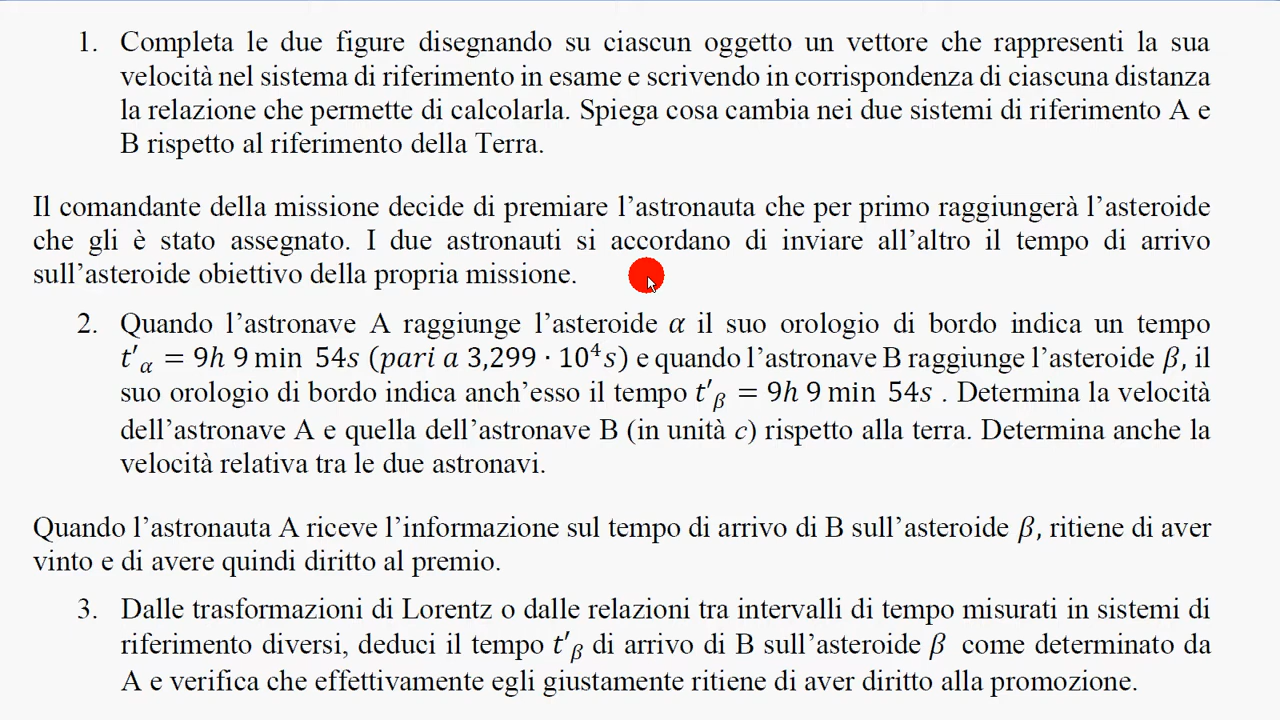 1. Completa le due figure disegnando su ciascun oggetto un vettore che rappresenti la sua
velocità nel sistema di riferimento in esame e scrivendo in corrispondenza di ciascuna distanza
la relazione che permette di calcolarla. Spiega cosa cambia nei due sistemi di riferimento A e
B rispetto al riferimento della Terra.
Il comandante della missione decide di premiare l'astronauta che per primo raggiungerà l'asteroide
che gli è stato assegnato. I due astronauti si accordano di inviare all'altro il tempo di arrivo
sull'asteroide obiettivo della propria missione.
2. Quando l'astronave A raggiunge l'asteroide α il suo orologio di bordo indica un tempo
t'α = 9h 9 min 54s (pari a 3,299 · 10⁴ s) e quando l'astronave B raggiunge l'asteroide β, il
suo orologio di bordo indica anch'esso il tempo t'β = 9h 9 min 54s . Determina la velocità
dell'astronave A e quella dell'astronave B (in unità c) rispetto alla terra. Determina anche la
velocità relativa tra le due astronavi.
Quando l'astronauta A riceve l'informazione sul tempo di arrivo di B sull'asteroide β, ritiene di aver
vinto e di avere quindi diritto al premio.
3. Dalle trasformazioni di Lorentz o dalle relazioni tra intervalli di tempo misurati in sistemi di
riferimento diversi, deduci il tempo t'β di arrivo di B sull'asteroide β come determinato da
A e verifica che effettivamente egli giustamente ritiene di aver diritto alla promozione.